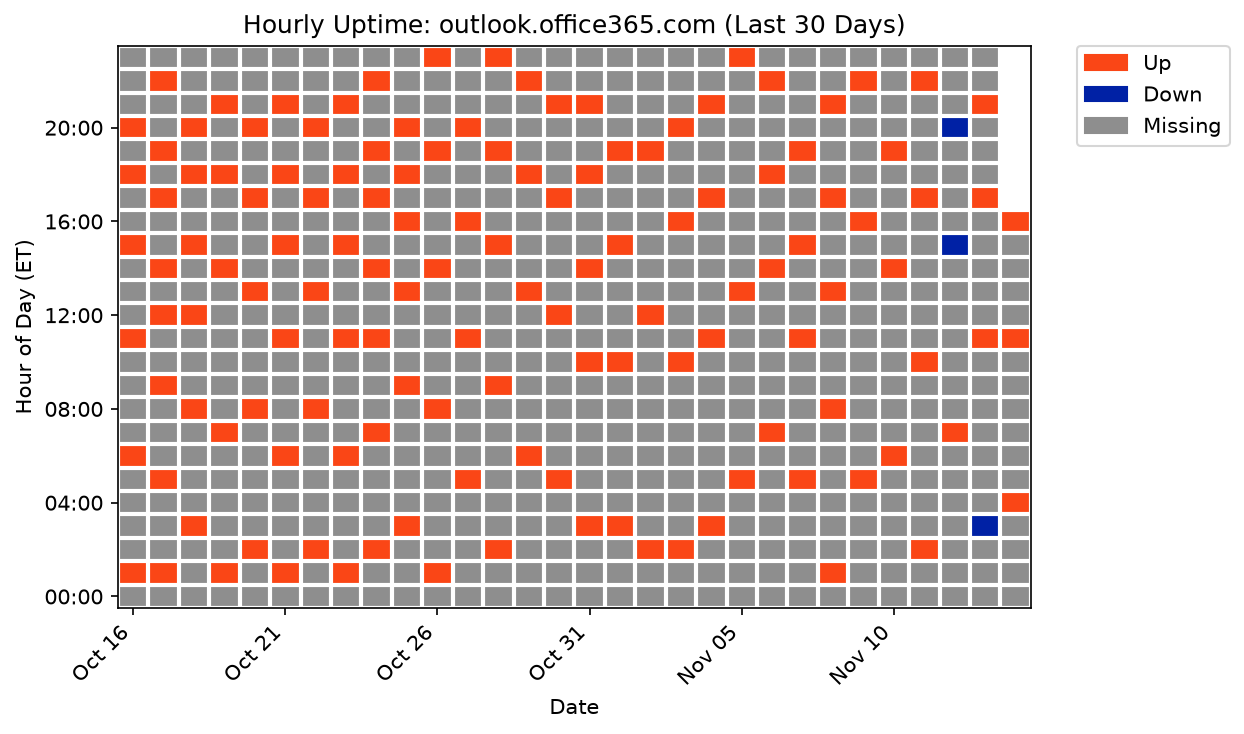 Hourly Uptime: outlook.office365.com (Last 30 Days)
Up
Down
Missing
20:00
16:00
12:00
08:00
04:00
00:00
Hour of Day (ET)
Oct 16
Oct 21
Oct 26
Oct 31
Nov 05
Nov 10
Date